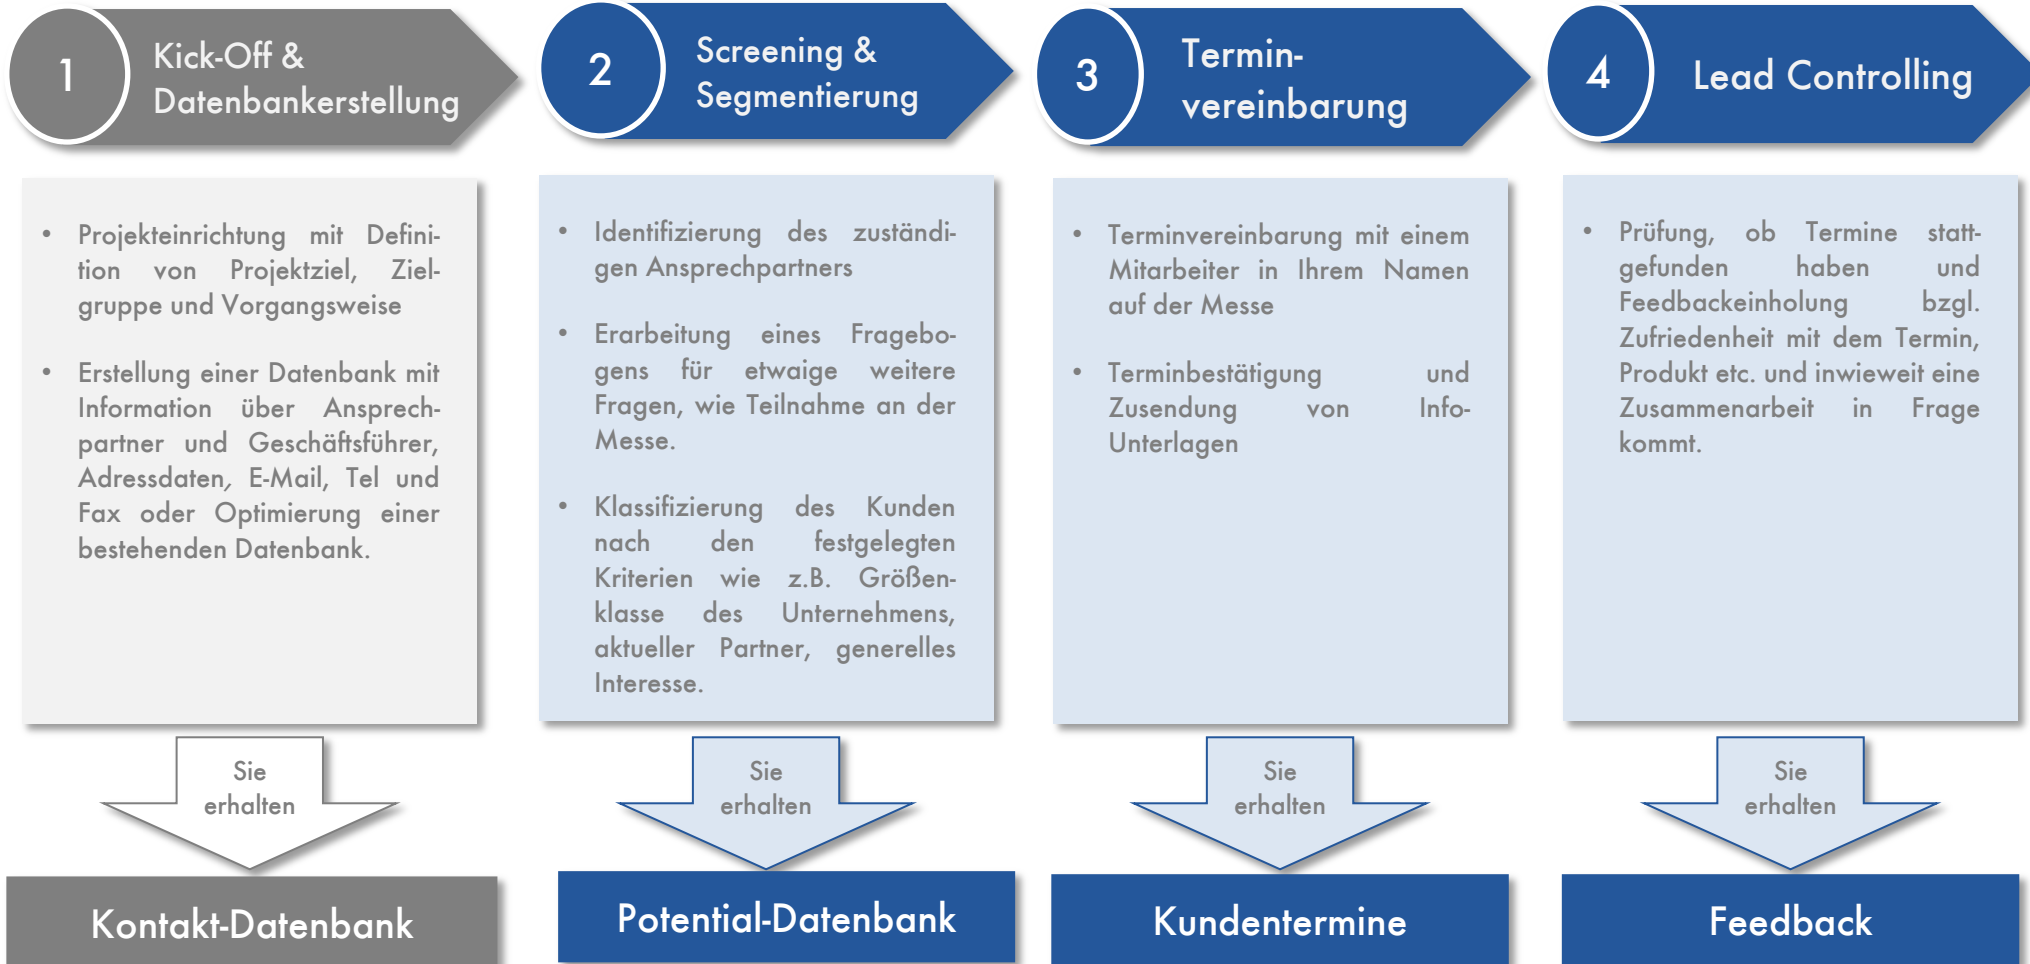 1
Kick-Off &
Datenbankerstellung
• Projekteinrichtung mit Defini-
tion von Projektziel, Ziel-
gruppe und Vorgangsweise
• Erstellung einer Datenbank mit
Information über Ansprech-
partner und Geschäftsführer,
Adressdaten, E-Mail, Tel und
Fax oder Optimierung einer
bestehenden Datenbank.
Sie
erhalten
Kontakt-Datenbank
2
Screening &
Segmentierung
• Identifizierung des zuständi-
gen Ansprechpartners
• Erarbeitung eines Fragebo-
gens für etwaige weitere
Fragen, wie Teilnahme an der
Messe.
• Klassifizierung des Kunden
nach den festgelegten
Kriterien wie z.B. Größen-
klasse des Unternehmens,
aktueller Partner, generelles
Interesse.
Sie
erhalten
Potential-Datenbank
3
Termin-
vereinbarung
• Terminvereinbarung mit einem
Mitarbeiter in Ihrem Namen
auf der Messe
• Terminbestätigung und
Zusendung von Info-
Unterlagen
Sie
erhalten
Kundentermine
4
Lead Controlling
• Prüfung, ob Termine statt-
gefunden haben und
Feedbackeinholung bzgl.
Zufriedenheit mit dem Termin,
Produkt etc. und inwieweit eine
Zusammenarbeit in Frage
kommt.
Sie
erhalten
Feedback